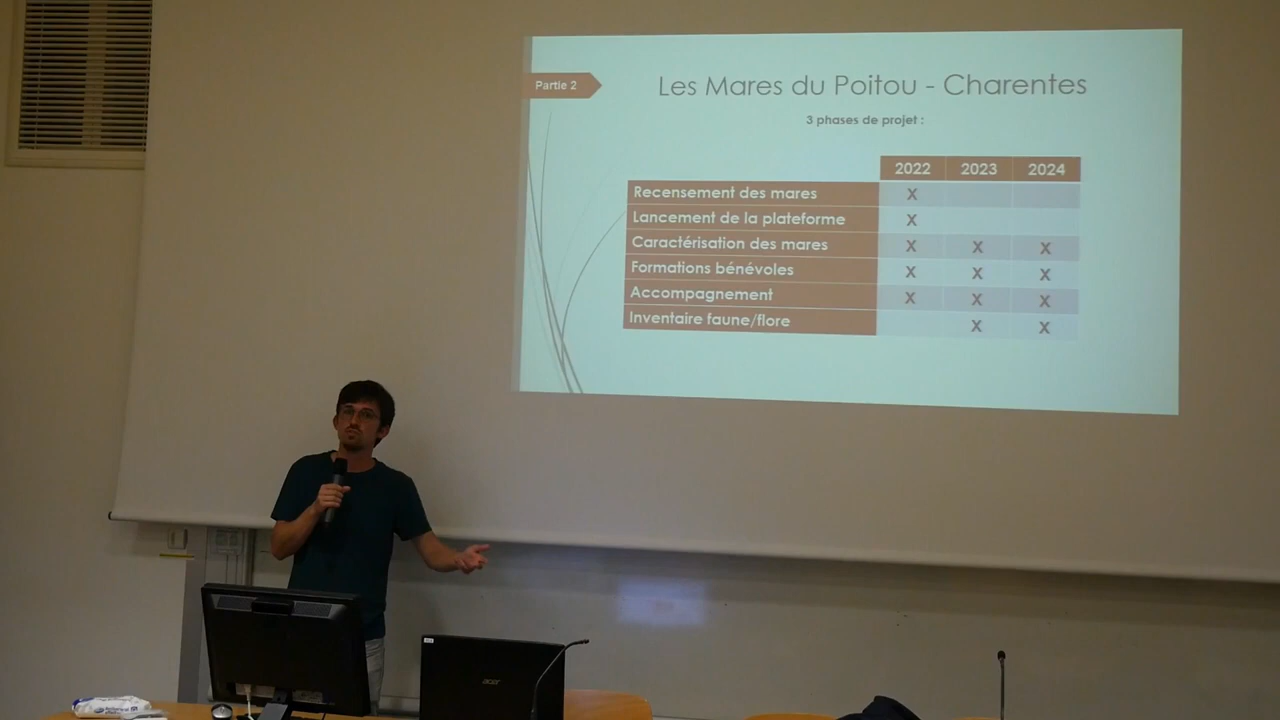 Partie 2
Les Mares du Poitou - Charentes
3 phases de projet :
2022 2023 2024
Recensement des mares X
Lancement de la plateforme X
Caractérisation des mares X X X
Formations bénévoles X X X
Accompagnement X X X
Inventaire faune/flore X X
acer